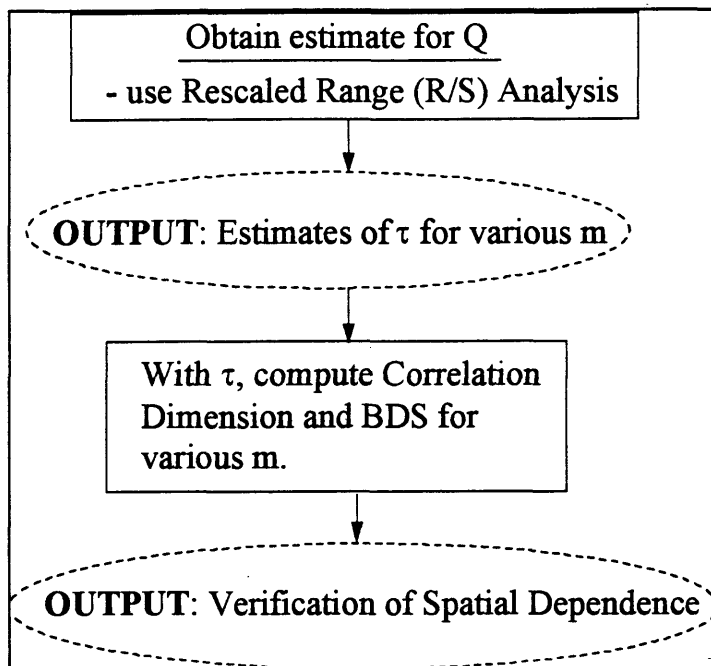 Obtain estimate for Q
- use Rescaled Range (R/S) Analysis
OUTPUT: Estimates of τ for various m
With τ, compute Correlation
Dimension and BDS for
various m.
OUTPUT: Verification of Spatial Dependence